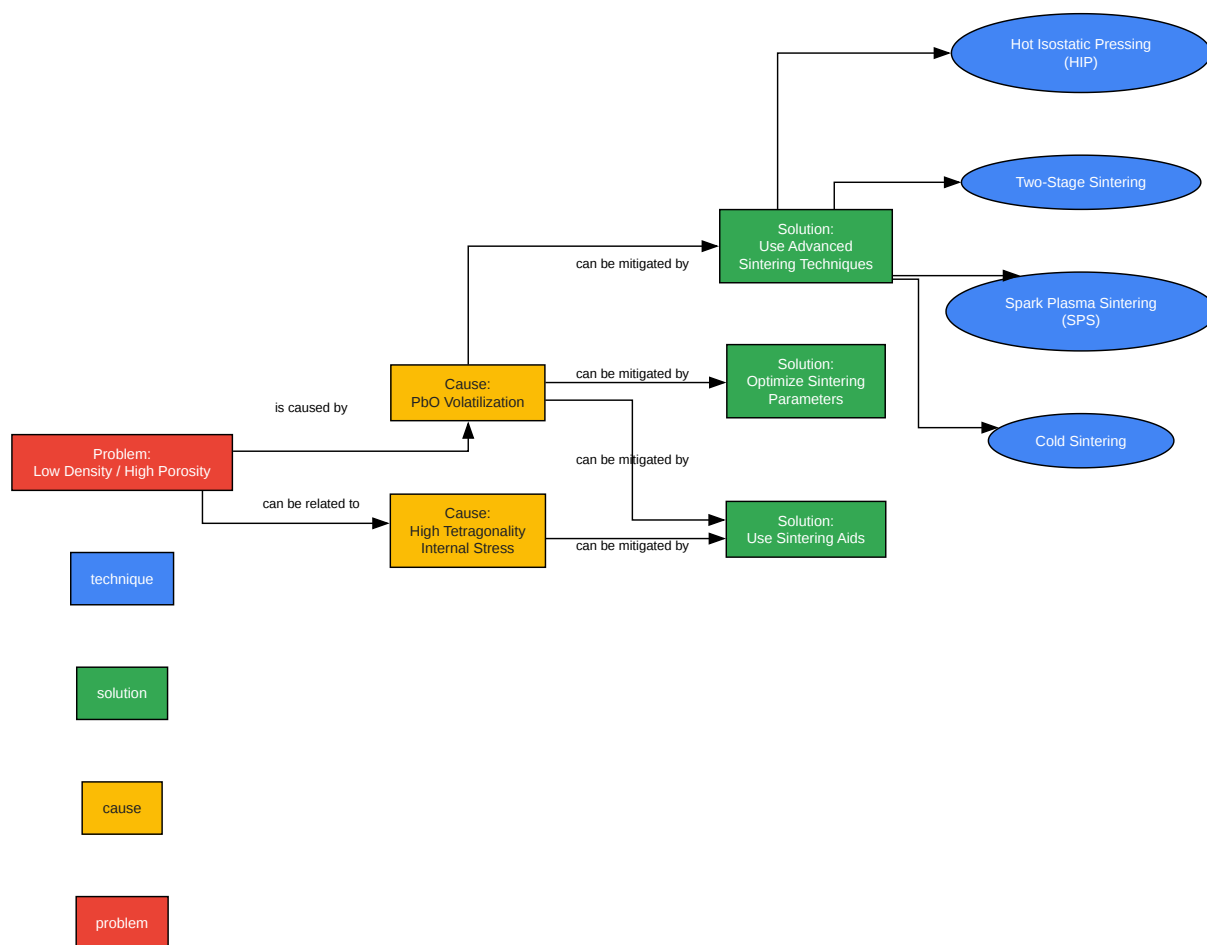 Hot Isostatic Pressing
(HIP)
Two-Stage Sintering
Solution:
Use Advanced
Sintering Techniques
can be mitigated by
Spark Plasma Sintering
(SPS)
Solution:
Optimize Sintering
Parameters
can be mitigated by
Cause:
PbO Volatilization
is caused by
Cold Sintering
Problem:
Low Density / High Porosity
can be mitigated by
can be related to
Cause:
High Tetragonality
Internal Stress
can be mitigated by
Solution:
Use Sintering Aids
technique
solution
cause
problem